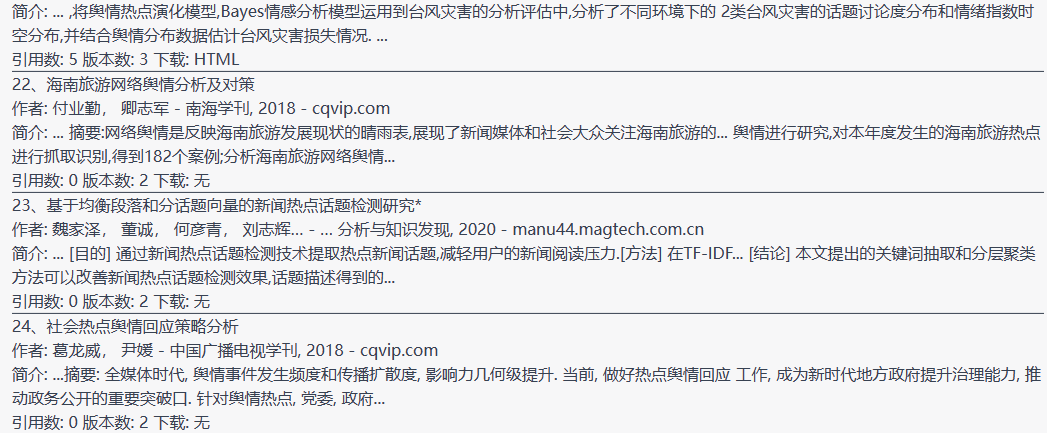 简介: ... ,将舆情热点演化模型,Bayes情感分析模型运用到台风灾害的分析评估中,分析了不同环境下的 2类台风灾害的话题讨论度分布和情绪指数时
空分布,并结合舆情分布数据估计台风灾害损失情况. ...
引用数: 5 版本数: 3 下载: HTML
22、海南旅游网络舆情分析及对策
作者: 付业勤， 卿志军 - 南海学刊, 2018 - cqvip.com
简介: ... 摘要:网络舆情是反映海南旅游发展现状的晴雨表,展现了新闻媒体和社会大众关注海南旅游的... 舆情进行研究,对本年度发生的海南旅游热点
进行抓取识别,得到182个案例;分析海南旅游网络舆情...
引用数: 0 版本数: 2 下载: 无
23、基于均衡段落和分话题向量的新闻热点话题检测研究*
作者: 魏家泽， 董诚， 何彦青， 刘志辉... - ... 分析与知识发现, 2020 - manu44.magtech.com.cn
简介: ... [目的] 通过新闻热点话题检测技术提取热点新闻话题,减轻用户的新闻阅读压力.[方法] 在TF-IDF... [结论] 本文提出的关键词抽取和分层聚类
方法可以改善新闻热点话题检测效果,话题描述得到的...
引用数: 0 版本数: 2 下载: 无
24、社会热点舆情回应策略分析
作者: 葛龙威， 尹媛 - 中国广播电视学刊, 2018 - cqvip.com
简介: ...摘要: 全媒体时代, 舆情事件发生频度和传播扩散度, 影响力几何级提升. 当前, 做好热点舆情回应 工作, 成为新时代地方政府提升治理能力, 推
动政务公开的重要突破口. 针对舆情热点, 党委, 政府...
引用数: 0 版本数: 2 下载: 无